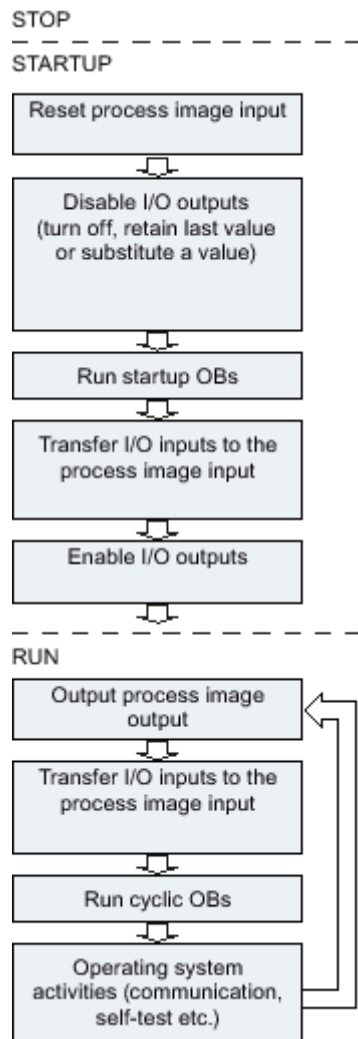 STOP
STARTUP
Reset process image input
Disable I/O outputs
(turn off, retain last value
or substitute a value)
Run startup OBs
Transfer I/O inputs to the
process image input
Enable I/O outputs
RUN
Output process image
output
Transfer I/O inputs to the
process image input
Run cyclic OBs
Operating system
activities (communication,
self-test etc.)